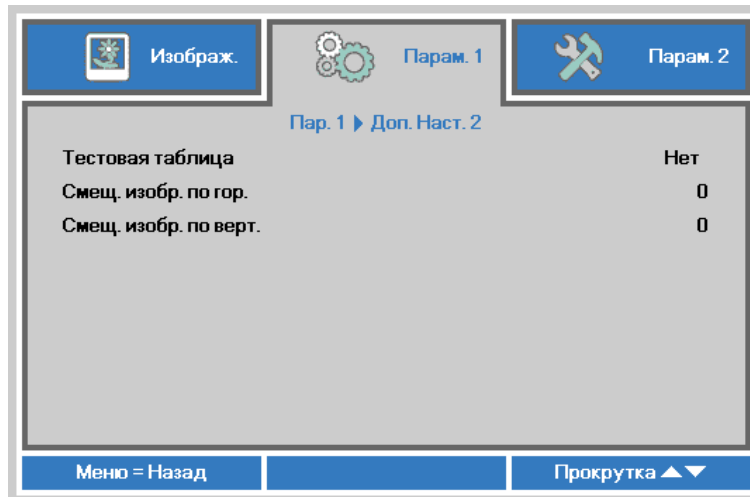 Изображ. Парам. 1 Парам. 2
Пар. 1 Доп. Наст. 2
Тестовая таблица Нет
Смещ. изобр. по гор. 0
Смещ. изобр. по верт. 0
Меню = Назад Прокрутка